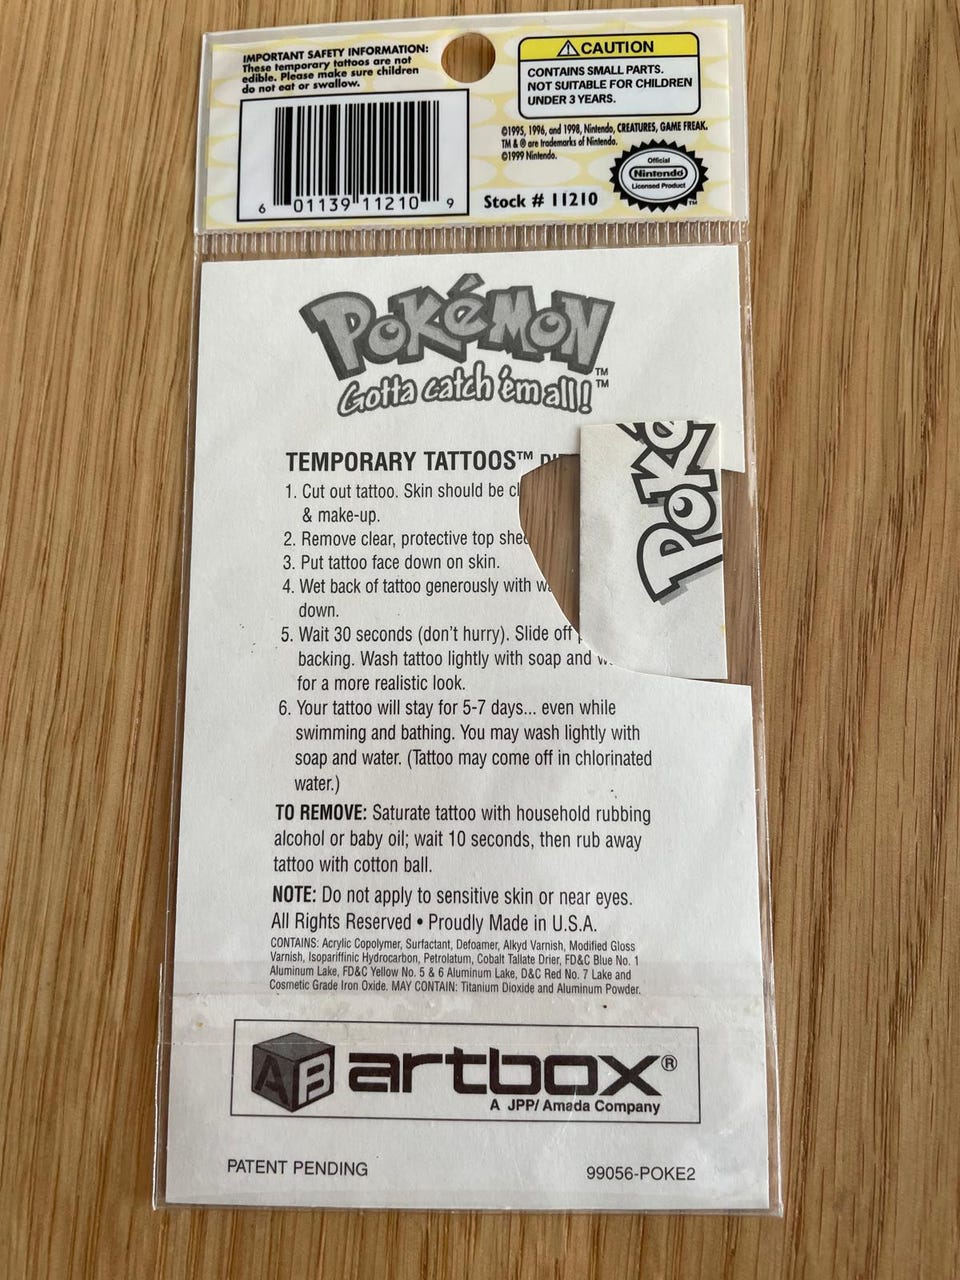 IMPORTANT SAFETY INFORMATION:
These temporary tattoos are not
edible. Please make sure children
do not eat or swallow.
6 01139 11210 9
⚠ CAUTION
CONTAINS SMALL PARTS.
NOT SUITABLE FOR CHILDREN
UNDER 3 YEARS.
©1995, 1996, and 1998, Nintendo, CREATURES, GAME FREAK.
TM & ® are trademarks of Nintendo.
©1999 Nintendo.
Official
Nintendo
Licensed Product
TM
Stock # 11210
POKéMON™
Gotta catch 'em all!™
TEMPORARY TATTOOS™
1. Cut out tattoo. Skin should be
& make-up.
2. Remove clear, protective top
3. Put tattoo face down on skin.
4. Wet back of tattoo generously with
down.
5. Wait 30 seconds (don't hurry). Slide off
backing. Wash tattoo lightly with soap and
for a more realistic look.
6. Your tattoo will stay for 5-7 days... even while
swimming and bathing. You may wash lightly with
soap and water. (Tattoo may come off in chlorinated
water.)
TO REMOVE: Saturate tattoo with household rubbing
alcohol or baby oil; wait 10 seconds, then rub away
tattoo with cotton ball.
NOTE: Do not apply to sensitive skin or near eyes.
All Rights Reserved • Proudly Made in U.S.A.
CONTAINS: Acrylic Copolymer, Surfactant, Defoamer, Alkyd Varnish, Modified Gloss
Varnish, Isopariffinic Hydrocarbon, Petrolatum, Cobalt Tallate Drier, FD&C Blue No. 1
Aluminum Lake, FD&C Yellow No. 5 & 6 Aluminum Lake, D&C Red No. 7 Lake and
Cosmetic Grade Iron Oxide. MAY CONTAIN: Titanium Dioxide and Aluminum Powder.
Poké
AB artbox®
A JPP/Amada Company
PATENT PENDING
99056-POKE2